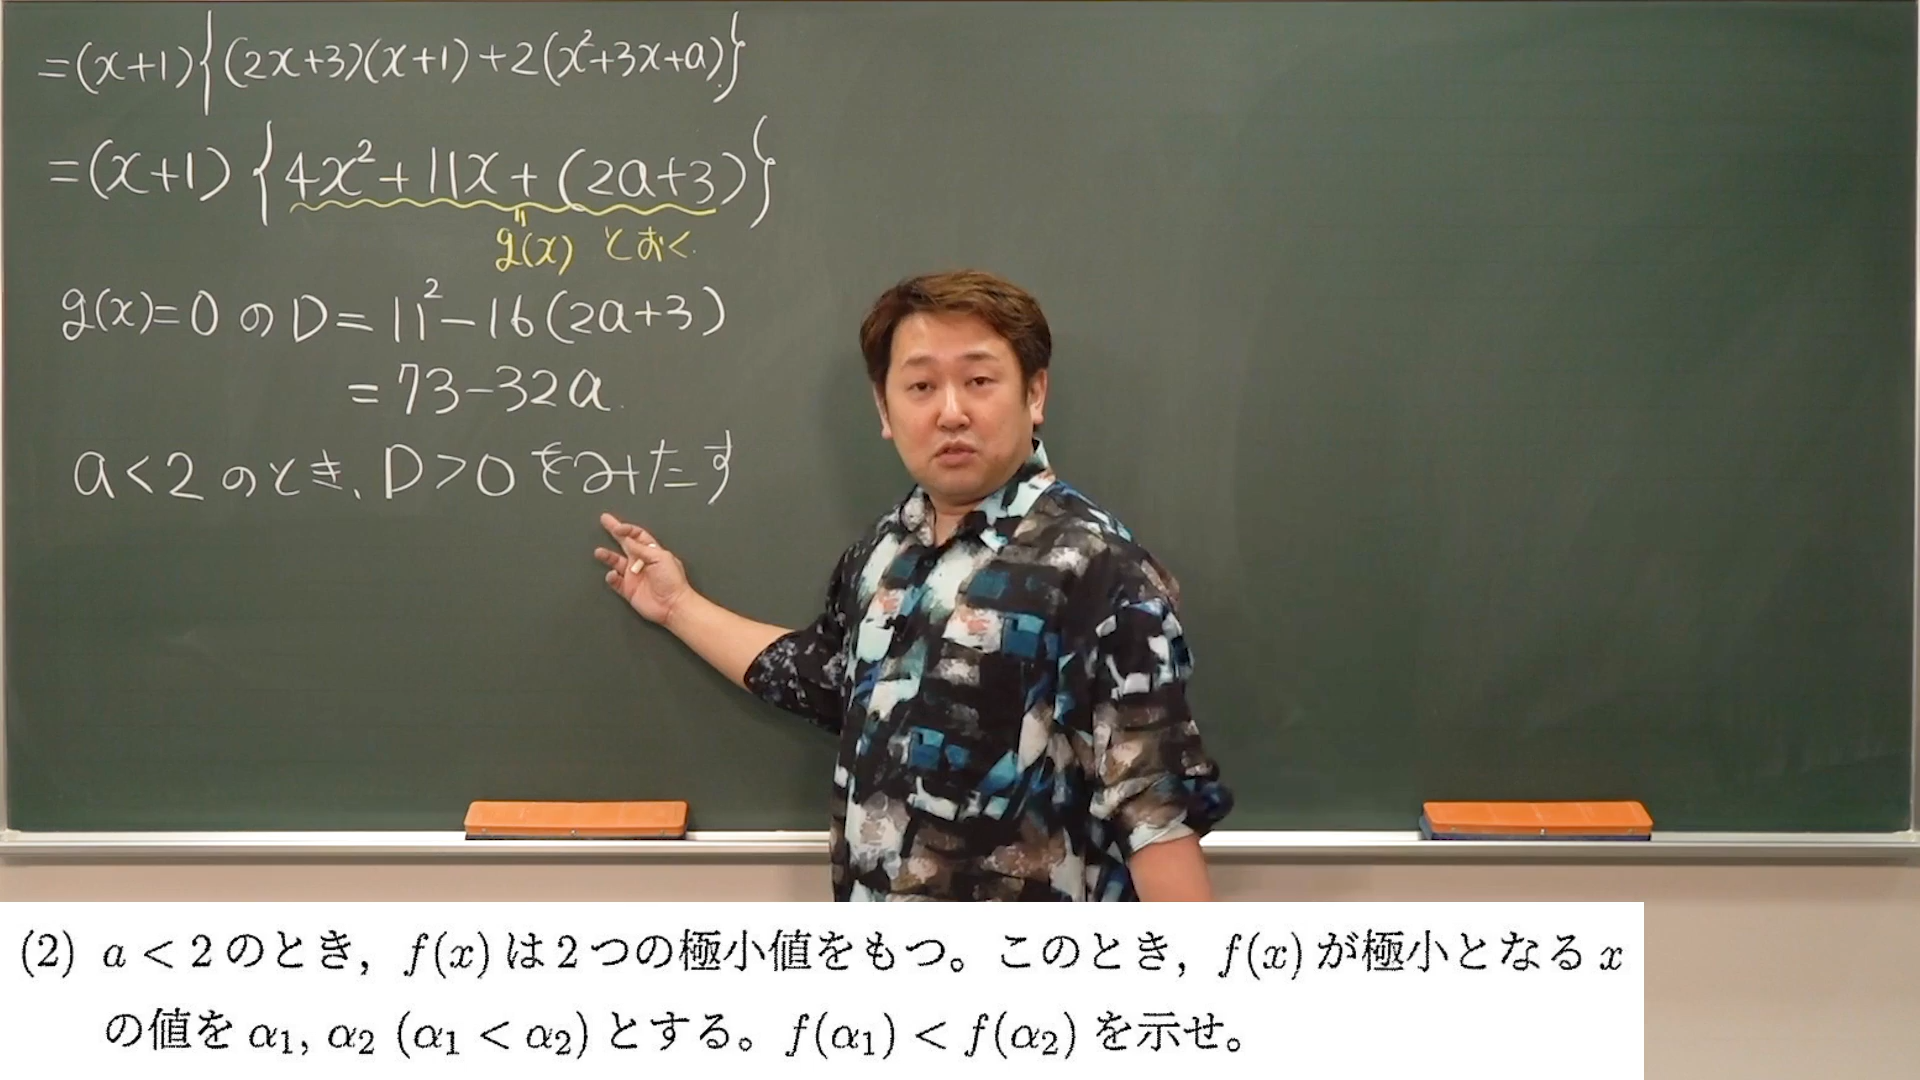 =(x+1){(2x+3)(x+1)+2(x²+3x+a)}
=(x+1){4x²+11x+(2a+3)}
g(x) とおく
g(x)=0 の D=11²-16(2a+3)
=73-32a
a<2 のとき、D>0 をみたす
(2) a < 2 のとき, f(x) は 2 つの極小値をもつ。このとき, f(x) が極小となる x
の値を α₁, α₂ (α₁ < α₂) とする。f(α₁) < f(α₂) を示せ。